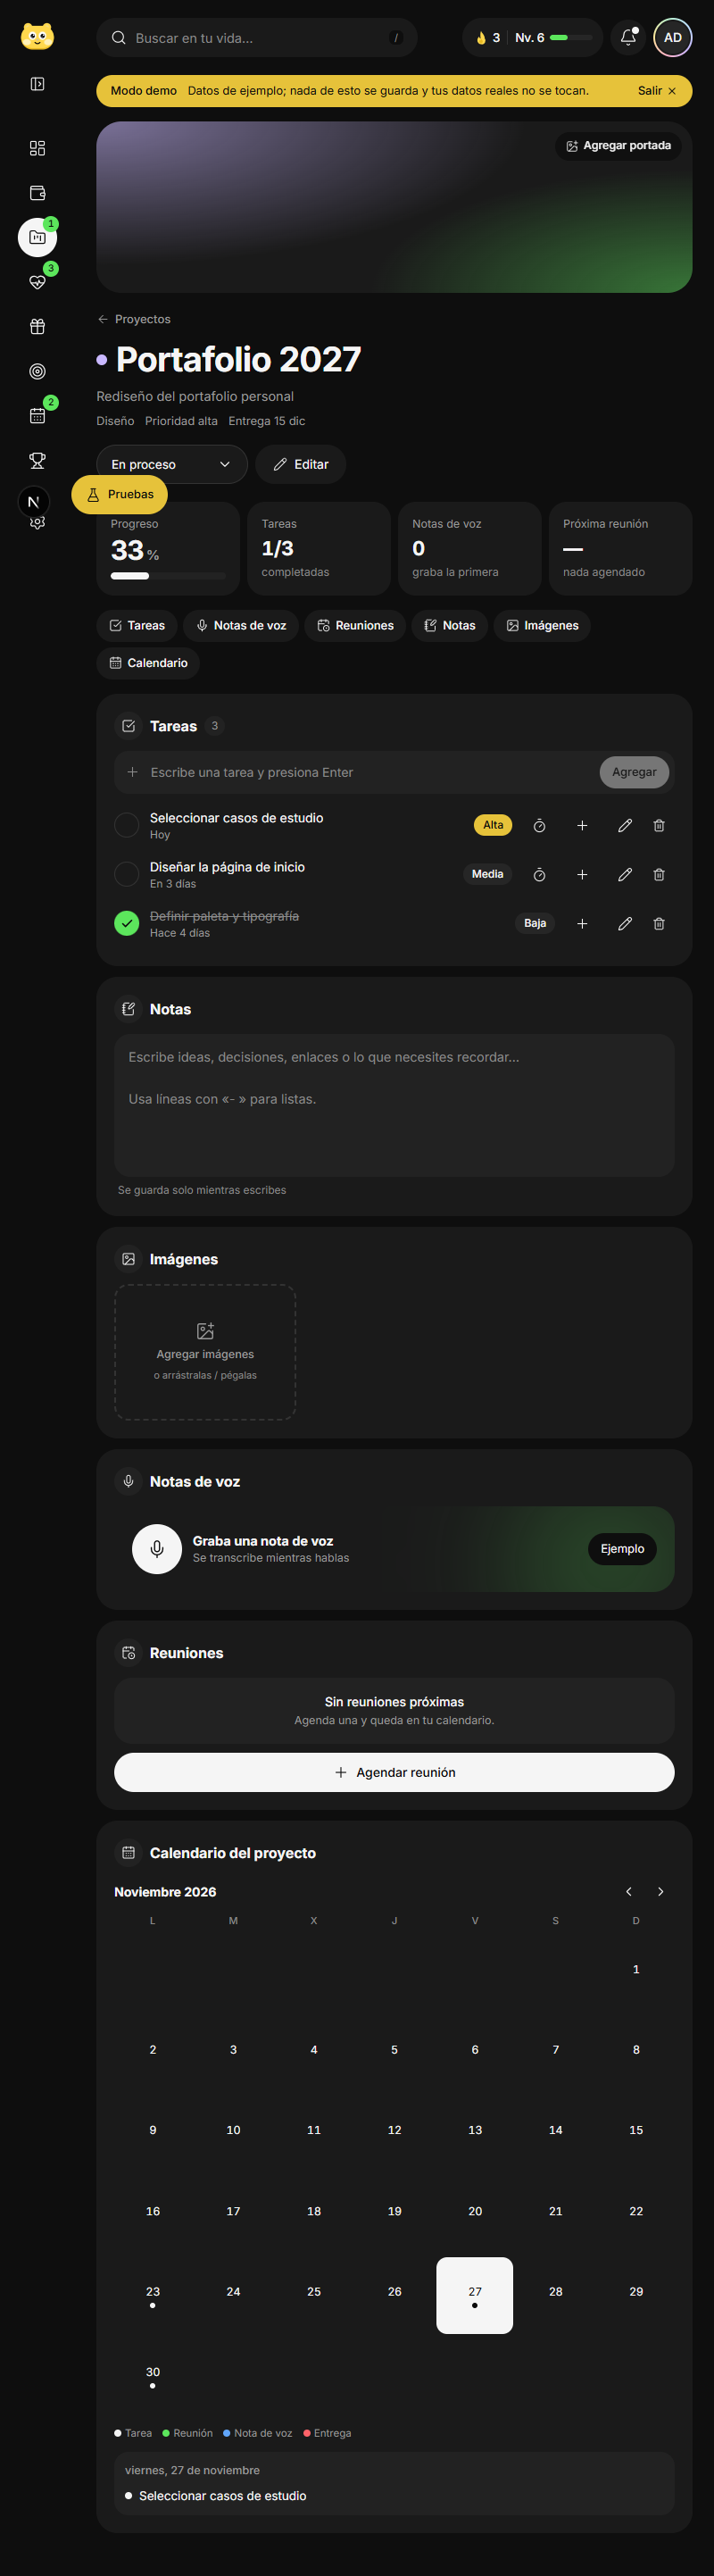 Buscar en tu vida...
/
3
Nv. 6
AD
Modo demo Datos de ejemplo; nada de esto se guarda y tus datos reales no se tocan.
Salir ×
Agregar portada
1
3
2
N
← Proyectos
Portafolio 2027
Rediseño del portafolio personal
Diseño Prioridad alta Entrega 15 dic
En proceso
Editar
Pruebas
Progreso
33 %
Tareas
1/3
completadas
Notas de voz
0
graba la primera
Próxima reunión
—
nada agendado
Tareas
Notas de voz
Reuniones
Notas
Imágenes
Calendario
Tareas 3
Escribe una tarea y presiona Enter
Agregar
Seleccionar casos de estudio
Hoy
Alta
Diseñar la página de inicio
En 3 días
Media
Definir paleta y tipografía
Hace 4 días
Baja
Notas
Escribe ideas, decisiones, enlaces o lo que necesites recordar...
Usa líneas con «- » para listas.
Se guarda solo mientras escribes
Imágenes
Agregar imágenes
o arrástralas / pégalas
Notas de voz
Graba una nota de voz
Se transcribe mientras hablas
Ejemplo
Reuniones
Sin reuniones próximas
Agenda una y queda en tu calendario.
+ Agendar reunión
Calendario del proyecto
Noviembre 2026
L M X J V S D
1
2 3 4 5 6 7 8
9 10 11 12 13 14 15
16 17 18 19 20 21 22
23 24 25 26 27 28 29
30
Tarea Reunión Nota de voz Entrega
viernes, 27 de noviembre
Seleccionar casos de estudio